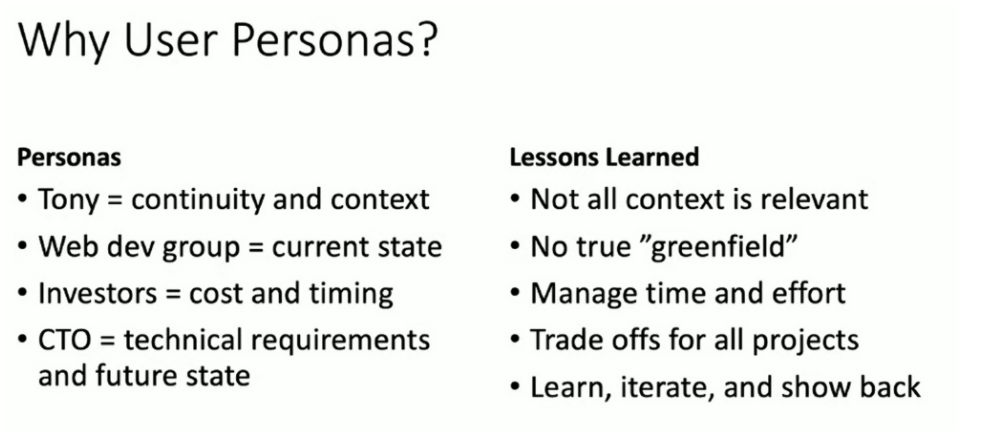 Why User Personas?
Personas
• Tony = continuity and context
• Web dev group = current state
• Investors = cost and timing
• CTO = technical requirements
and future state
Lessons Learned
• Not all context is relevant
• No true ”greenfield”
• Manage time and effort
• Trade offs for all projects
• Learn, iterate, and show back